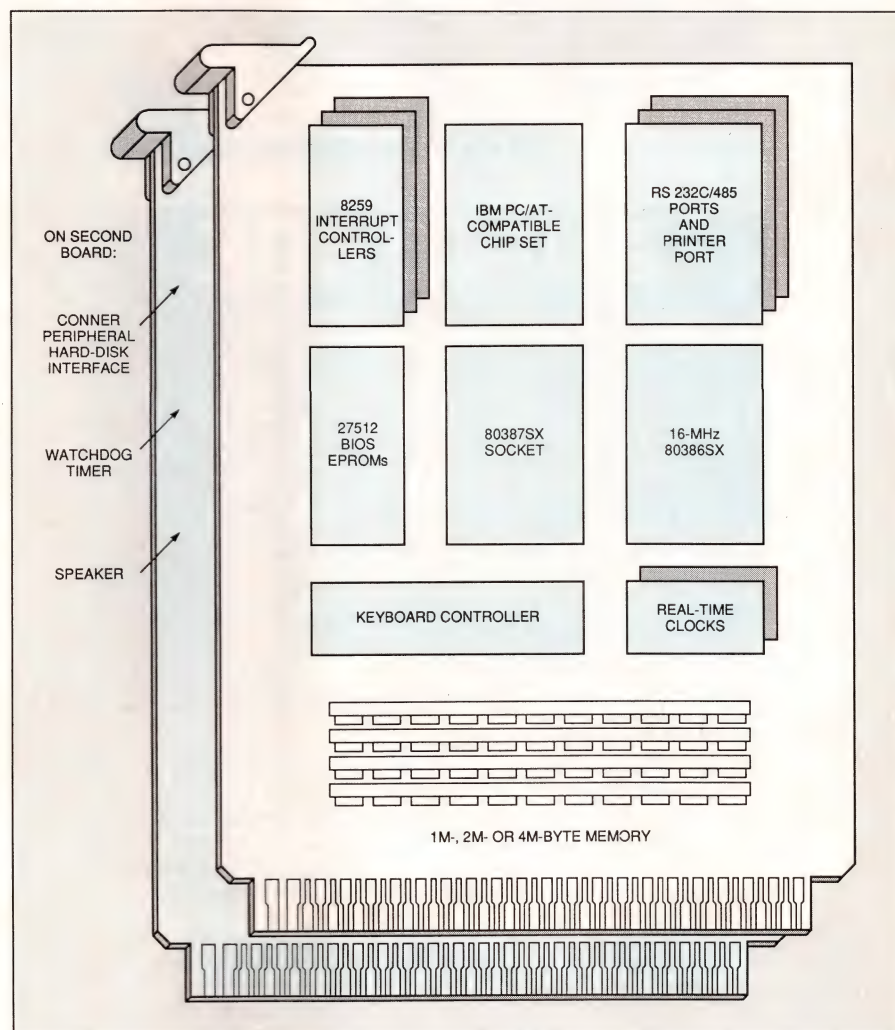 8259
INTERRUPT
CONTROL-
LERS
IBM PC/AT-
COMPATIBLE
CHIP SET
RS 232C/485
PORTS
AND
PRINTER
PORT
ON SECOND
BOARD:
CONNER
PERIPHERAL
HARD-DISK
INTERFACE
WATCHDOG
TIMER
SPEAKER
27512
BIOS
EPROMs
80387SX
SOCKET
16-MHz
80386SX
KEYBOARD CONTROLLER
REAL-TIME
CLOCKS
1M-, 2M- OR 4M-BYTE MEMORY